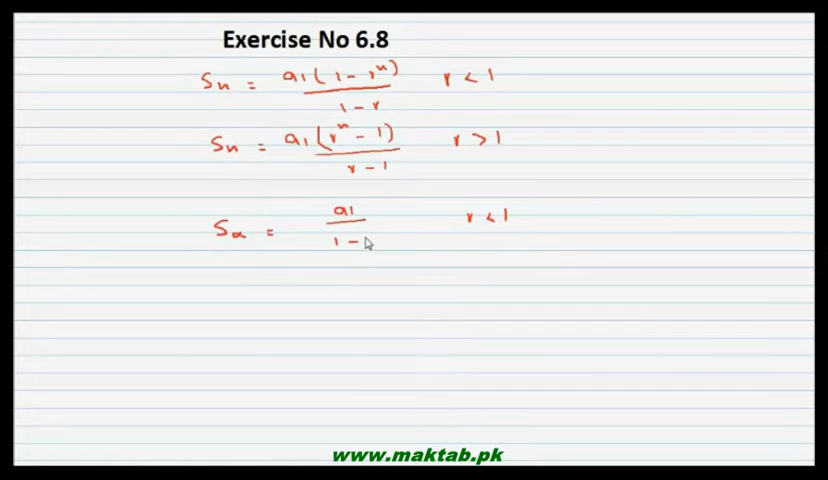 Exercise No 6.8
Sn = a1(1 - r^n) / 1 - r    r < 1
Sn = a1(r^n - 1) / r - 1    r > 1
S∝ = a1 / 1 -    r < 1
www.maktab.pk